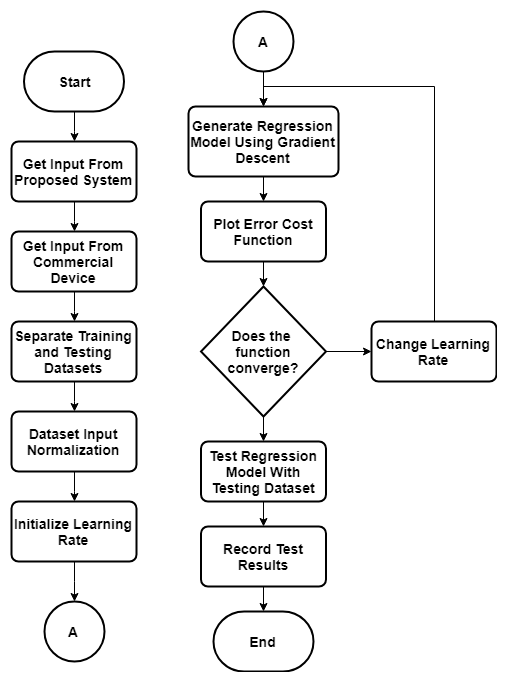 Start
Get Input From
Proposed System
Get Input From
Commercial
Device
Separate Training
and Testing
Datasets
Dataset Input
Normalization
Initialize Learning
Rate
A
A
Generate Regression
Model Using Gradient
Descent
Plot Error Cost
Function
Does the
function
converge?
Change Learning
Rate
Test Regression
Model With
Testing Dataset
Record Test
Results
End